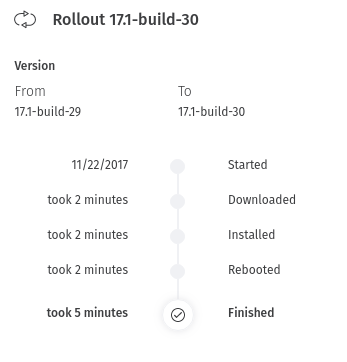 Rollout 17.1-build-30
Version
From To
17.1-build-29 17.1-build-30
11/22/2017 Started
took 2 minutes Downloaded
took 2 minutes Installed
took 2 minutes Rebooted
took 5 minutes Finished